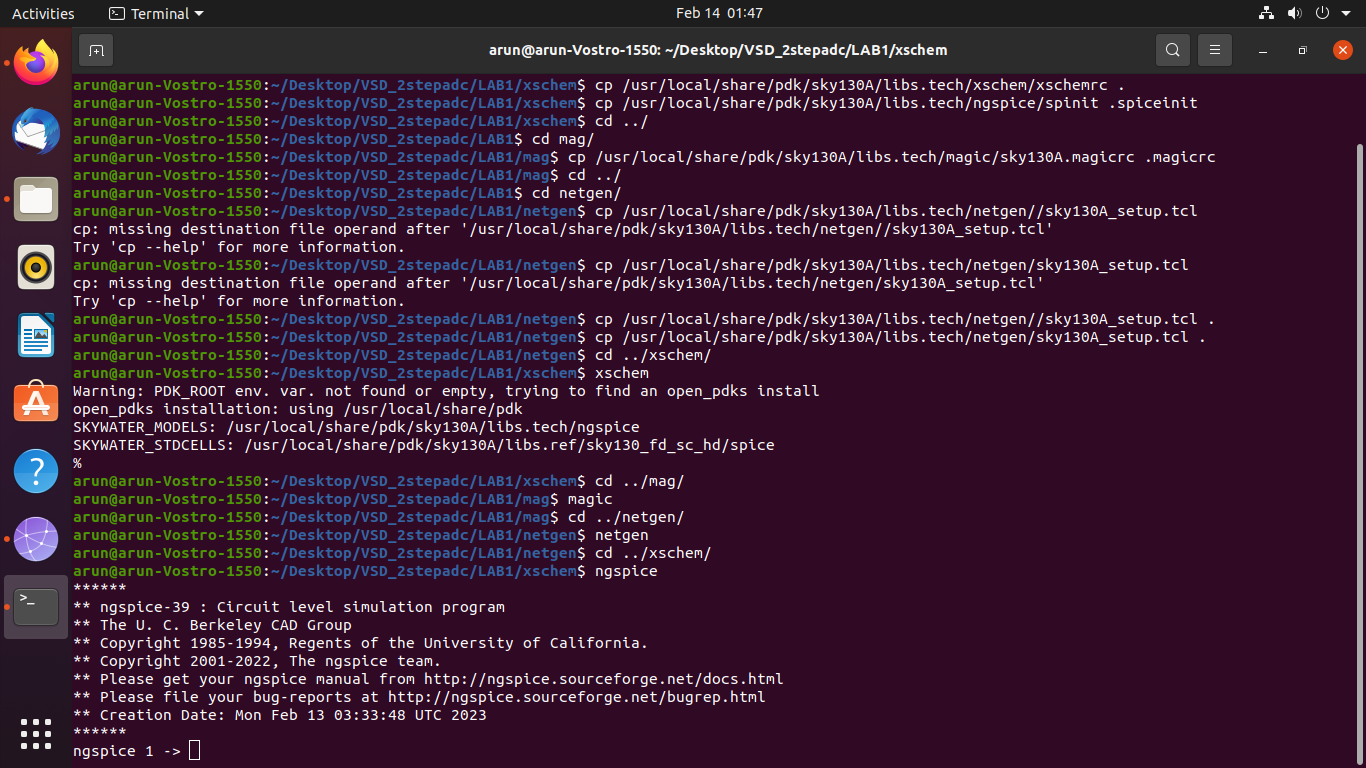 Activities
Terminal
Feb 14 01:47
arun@arun-Vostro-1550: ~/Desktop/VSD_2stepadc/LAB1/xschem
arun@arun-Vostro-1550:~/Desktop/VSD_2stepadc/LAB1/xschem$ cp /usr/local/share/pdk/sky130A/libs.tech/xschem/xschemrc .
arun@arun-Vostro-1550:~/Desktop/VSD_2stepadc/LAB1/xschem$ cp /usr/local/share/pdk/sky130A/libs.tech/ngspice/spinit .spiceinit
arun@arun-Vostro-1550:~/Desktop/VSD_2stepadc/LAB1/xschem$ cd ../
arun@arun-Vostro-1550:~/Desktop/VSD_2stepadc/LAB1$ cd mag/
arun@arun-Vostro-1550:~/Desktop/VSD_2stepadc/LAB1/mag$ cp /usr/local/share/pdk/sky130A/libs.tech/magic/sky130A.magicrc .magicrc
arun@arun-Vostro-1550:~/Desktop/VSD_2stepadc/LAB1/mag$ cd ../
arun@arun-Vostro-1550:~/Desktop/VSD_2stepadc/LAB1$ cd netgen/
arun@arun-Vostro-1550:~/Desktop/VSD_2stepadc/LAB1/netgen$ cp /usr/local/share/pdk/sky130A/libs.tech/netgen//sky130A_setup.tcl
cp: missing destination file operand after '/usr/local/share/pdk/sky130A/libs.tech/netgen//sky130A_setup.tcl'
Try 'cp --help' for more information.
arun@arun-Vostro-1550:~/Desktop/VSD_2stepadc/LAB1/netgen$ cp /usr/local/share/pdk/sky130A/libs.tech/netgen/sky130A_setup.tcl
cp: missing destination file operand after '/usr/local/share/pdk/sky130A/libs.tech/netgen/sky130A_setup.tcl'
Try 'cp --help' for more information.
arun@arun-Vostro-1550:~/Desktop/VSD_2stepadc/LAB1/netgen$ cp /usr/local/share/pdk/sky130A/libs.tech/netgen//sky130A_setup.tcl .
arun@arun-Vostro-1550:~/Desktop/VSD_2stepadc/LAB1/netgen$ cp /usr/local/share/pdk/sky130A/libs.tech/netgen/sky130A_setup.tcl .
arun@arun-Vostro-1550:~/Desktop/VSD_2stepadc/LAB1/netgen$ cd ../xschem/
arun@arun-Vostro-1550:~/Desktop/VSD_2stepadc/LAB1/xschem$ xschem
Warning: PDK_ROOT env. var. not found or empty, trying to find an open_pdks install
open_pdks installation: using /usr/local/share/pdk
SKYWATER_MODELS: /usr/local/share/pdk/sky130A/libs.tech/ngspice
SKYWATER_STDCELLS: /usr/local/share/pdk/sky130A/libs.ref/sky130_fd_sc_hd/spice
%
arun@arun-Vostro-1550:~/Desktop/VSD_2stepadc/LAB1/xschem$ cd ../mag/
arun@arun-Vostro-1550:~/Desktop/VSD_2stepadc/LAB1/mag$ magic
arun@arun-Vostro-1550:~/Desktop/VSD_2stepadc/LAB1/mag$ cd ../netgen/
arun@arun-Vostro-1550:~/Desktop/VSD_2stepadc/LAB1/netgen$ netgen
arun@arun-Vostro-1550:~/Desktop/VSD_2stepadc/LAB1/netgen$ cd ../xschem/
arun@arun-Vostro-1550:~/Desktop/VSD_2stepadc/LAB1/xschem$ ngspice
******
** ngspice-39 : Circuit level simulation program
** The U. C. Berkeley CAD Group
** Copyright 1985-1994, Regents of the University of California.
** Copyright 2001-2022, The ngspice team.
** Please get your ngspice manual from http://ngspice.sourceforge.net/docs.html
** Please file your bug-reports at http://ngspice.sourceforge.net/bugrep.html
** Creation Date: Mon Feb 13 03:33:48 UTC 2023
******
ngspice 1 ->